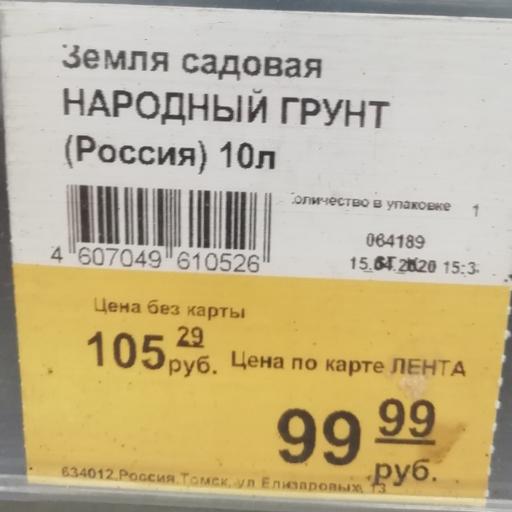 Земля садовая
НАРОДНЫЙ ГРУНТ
(Россия) 10л
Количество в упаковке 1
4 607049 610526
064189
15.04.2020 15:3
Цена без карты
105 29 руб.
Цена по карте ЛЕНТА
99 99 руб.
634012,Россия,Томск, ул Елизаровых, 13